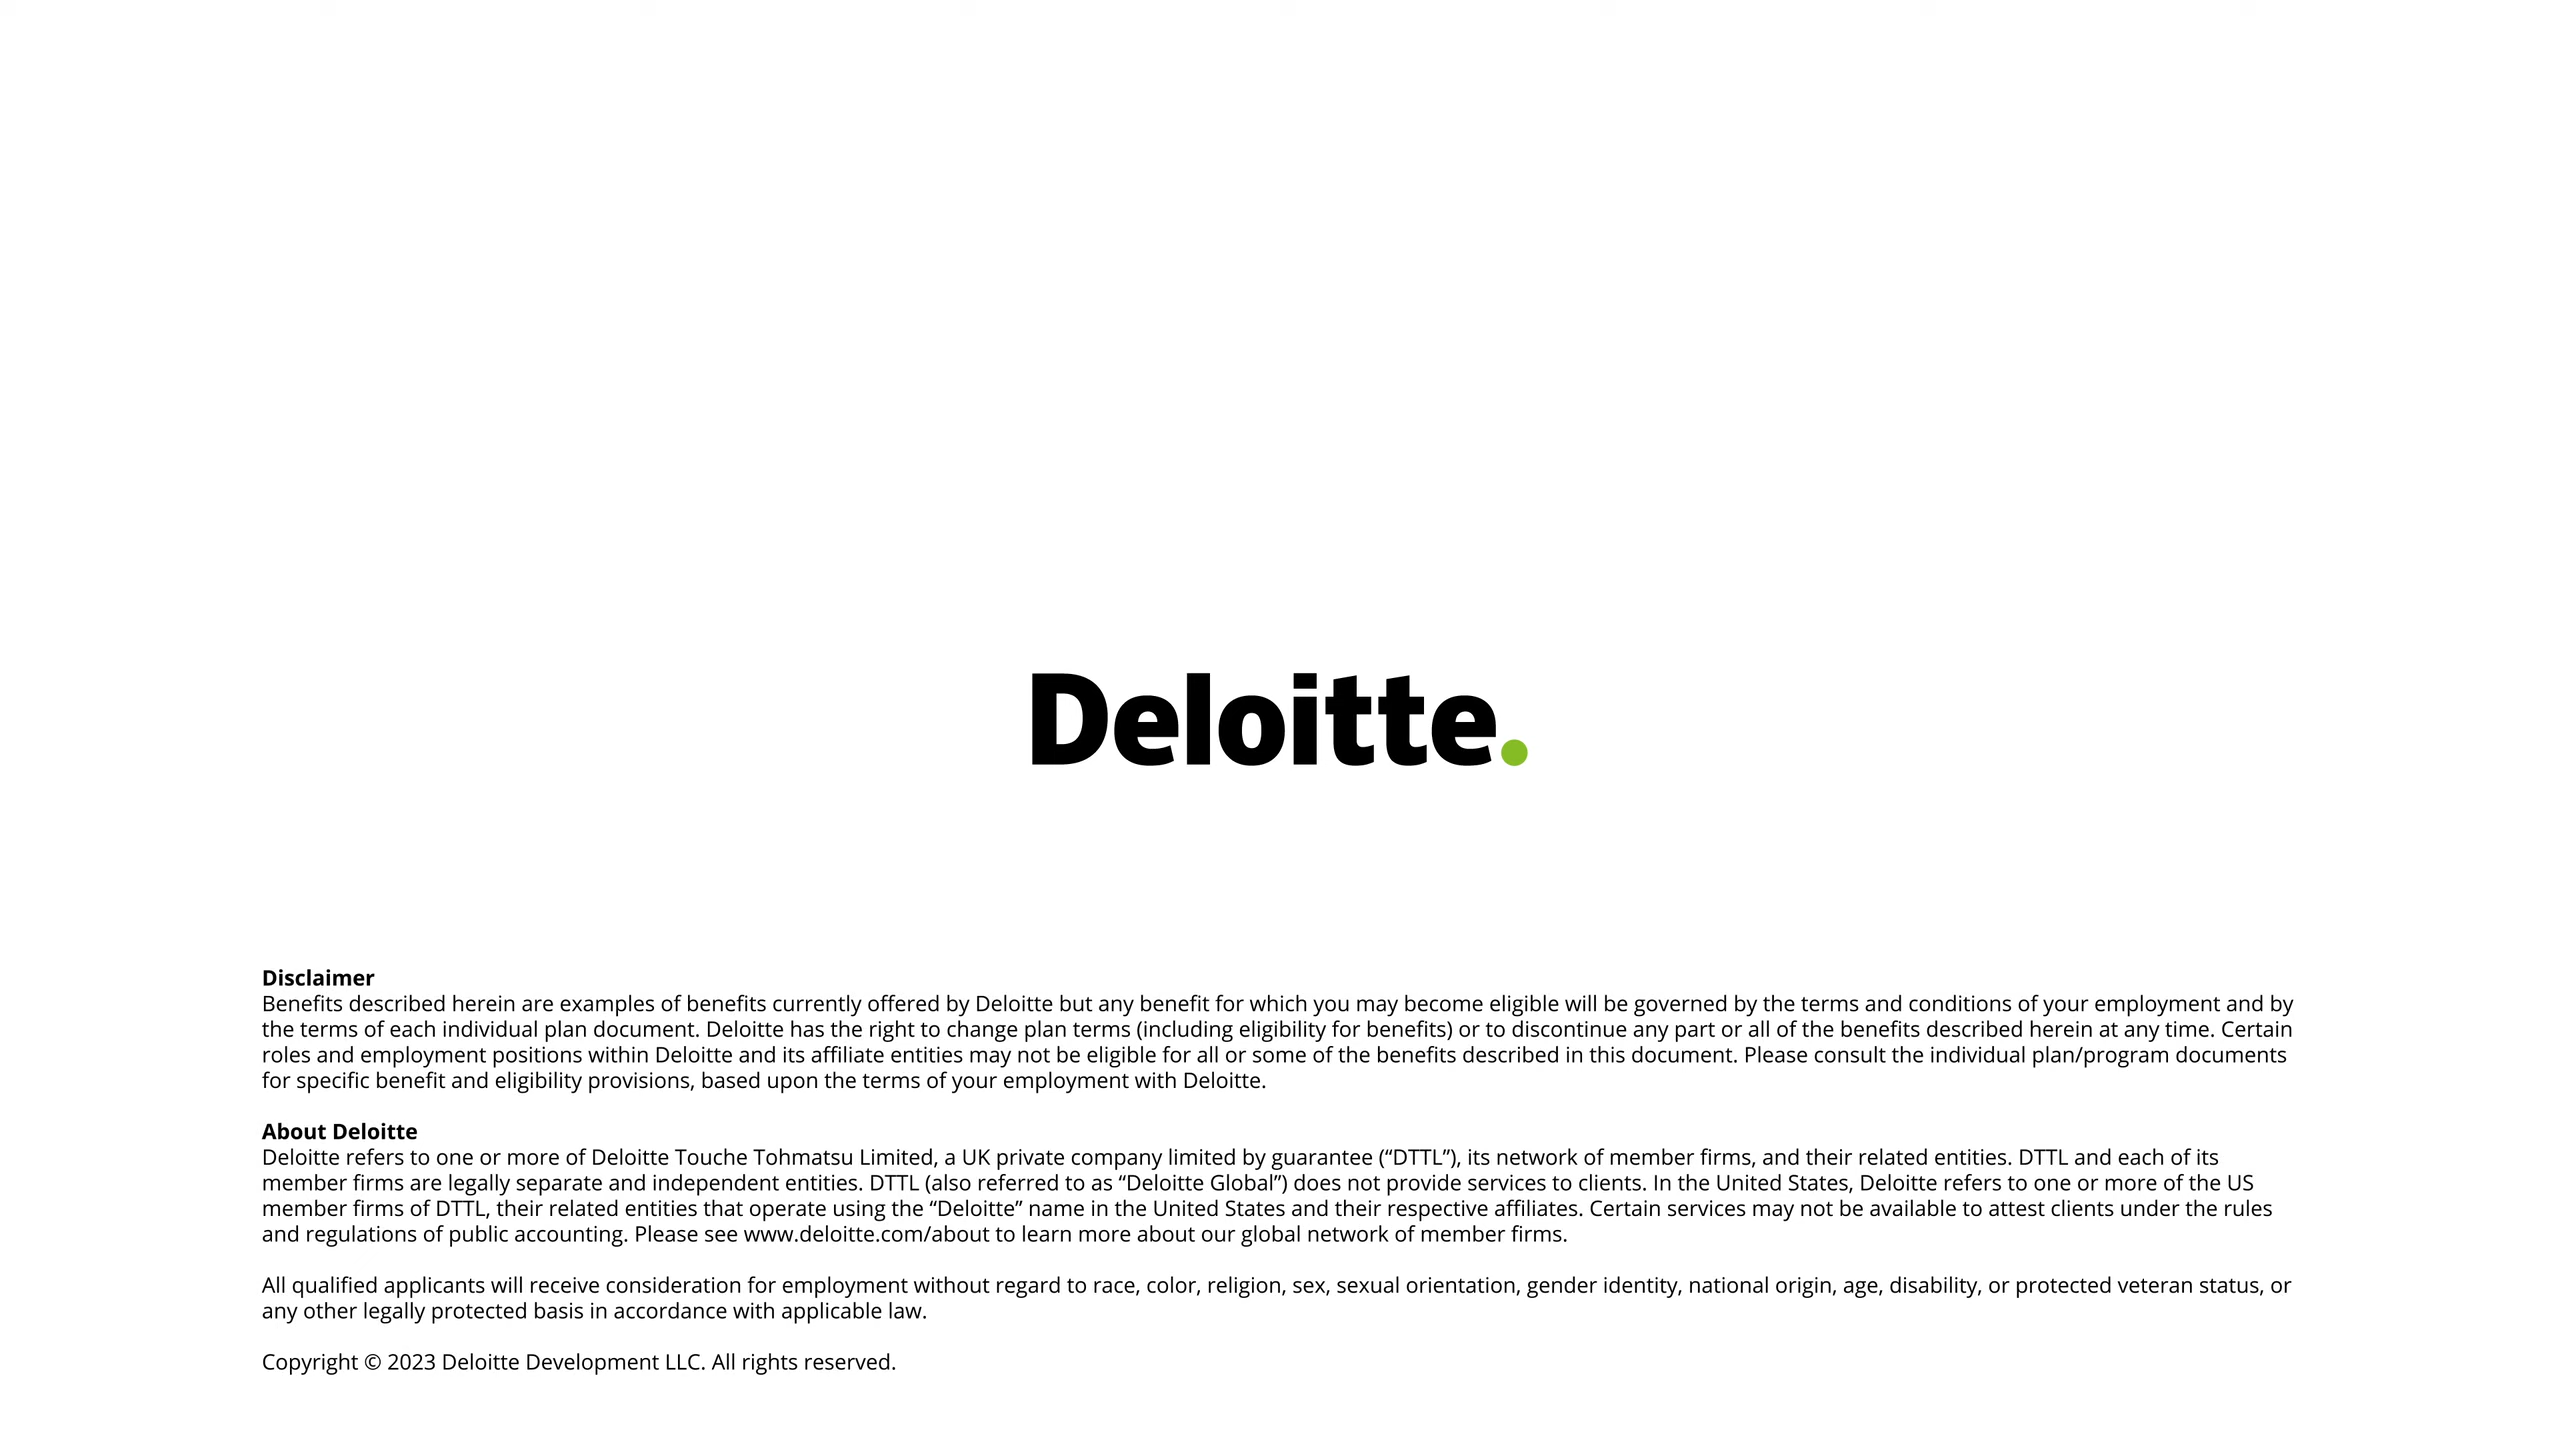 Deloitte.
Disclaimer
Benefits described herein are examples of benefits currently offered by Deloitte but any benefit for which you may become eligible will be governed by the terms and conditions of your employment and by
the terms of each individual plan document. Deloitte has the right to change plan terms (including eligibility for benefits) or to discontinue any part or all of the benefits described herein at any time. Certain
roles and employment positions within Deloitte and its affiliate entities may not be eligible for all or some of the benefits described in this document. Please consult the individual plan/program documents
for specific benefit and eligibility provisions, based upon the terms of your employment with Deloitte.
About Deloitte
Deloitte refers to one or more of Deloitte Touche Tohmatsu Limited, a UK private company limited by guarantee (“DTTL”), its network of member firms, and their related entities. DTTL and each of its
member firms are legally separate and independent entities. DTTL (also referred to as “Deloitte Global”) does not provide services to clients. In the United States, Deloitte refers to one or more of the US
member firms of DTTL, their related entities that operate using the “Deloitte” name in the United States and their respective affiliates. Certain services may not be available to attest clients under the rules
and regulations of public accounting. Please see www.deloitte.com/about to learn more about our global network of member firms.
All qualified applicants will receive consideration for employment without regard to race, color, religion, sex, sexual orientation, gender identity, national origin, age, disability, or protected veteran status, or
any other legally protected basis in accordance with applicable law.
Copyright © 2023 Deloitte Development LLC. All rights reserved.